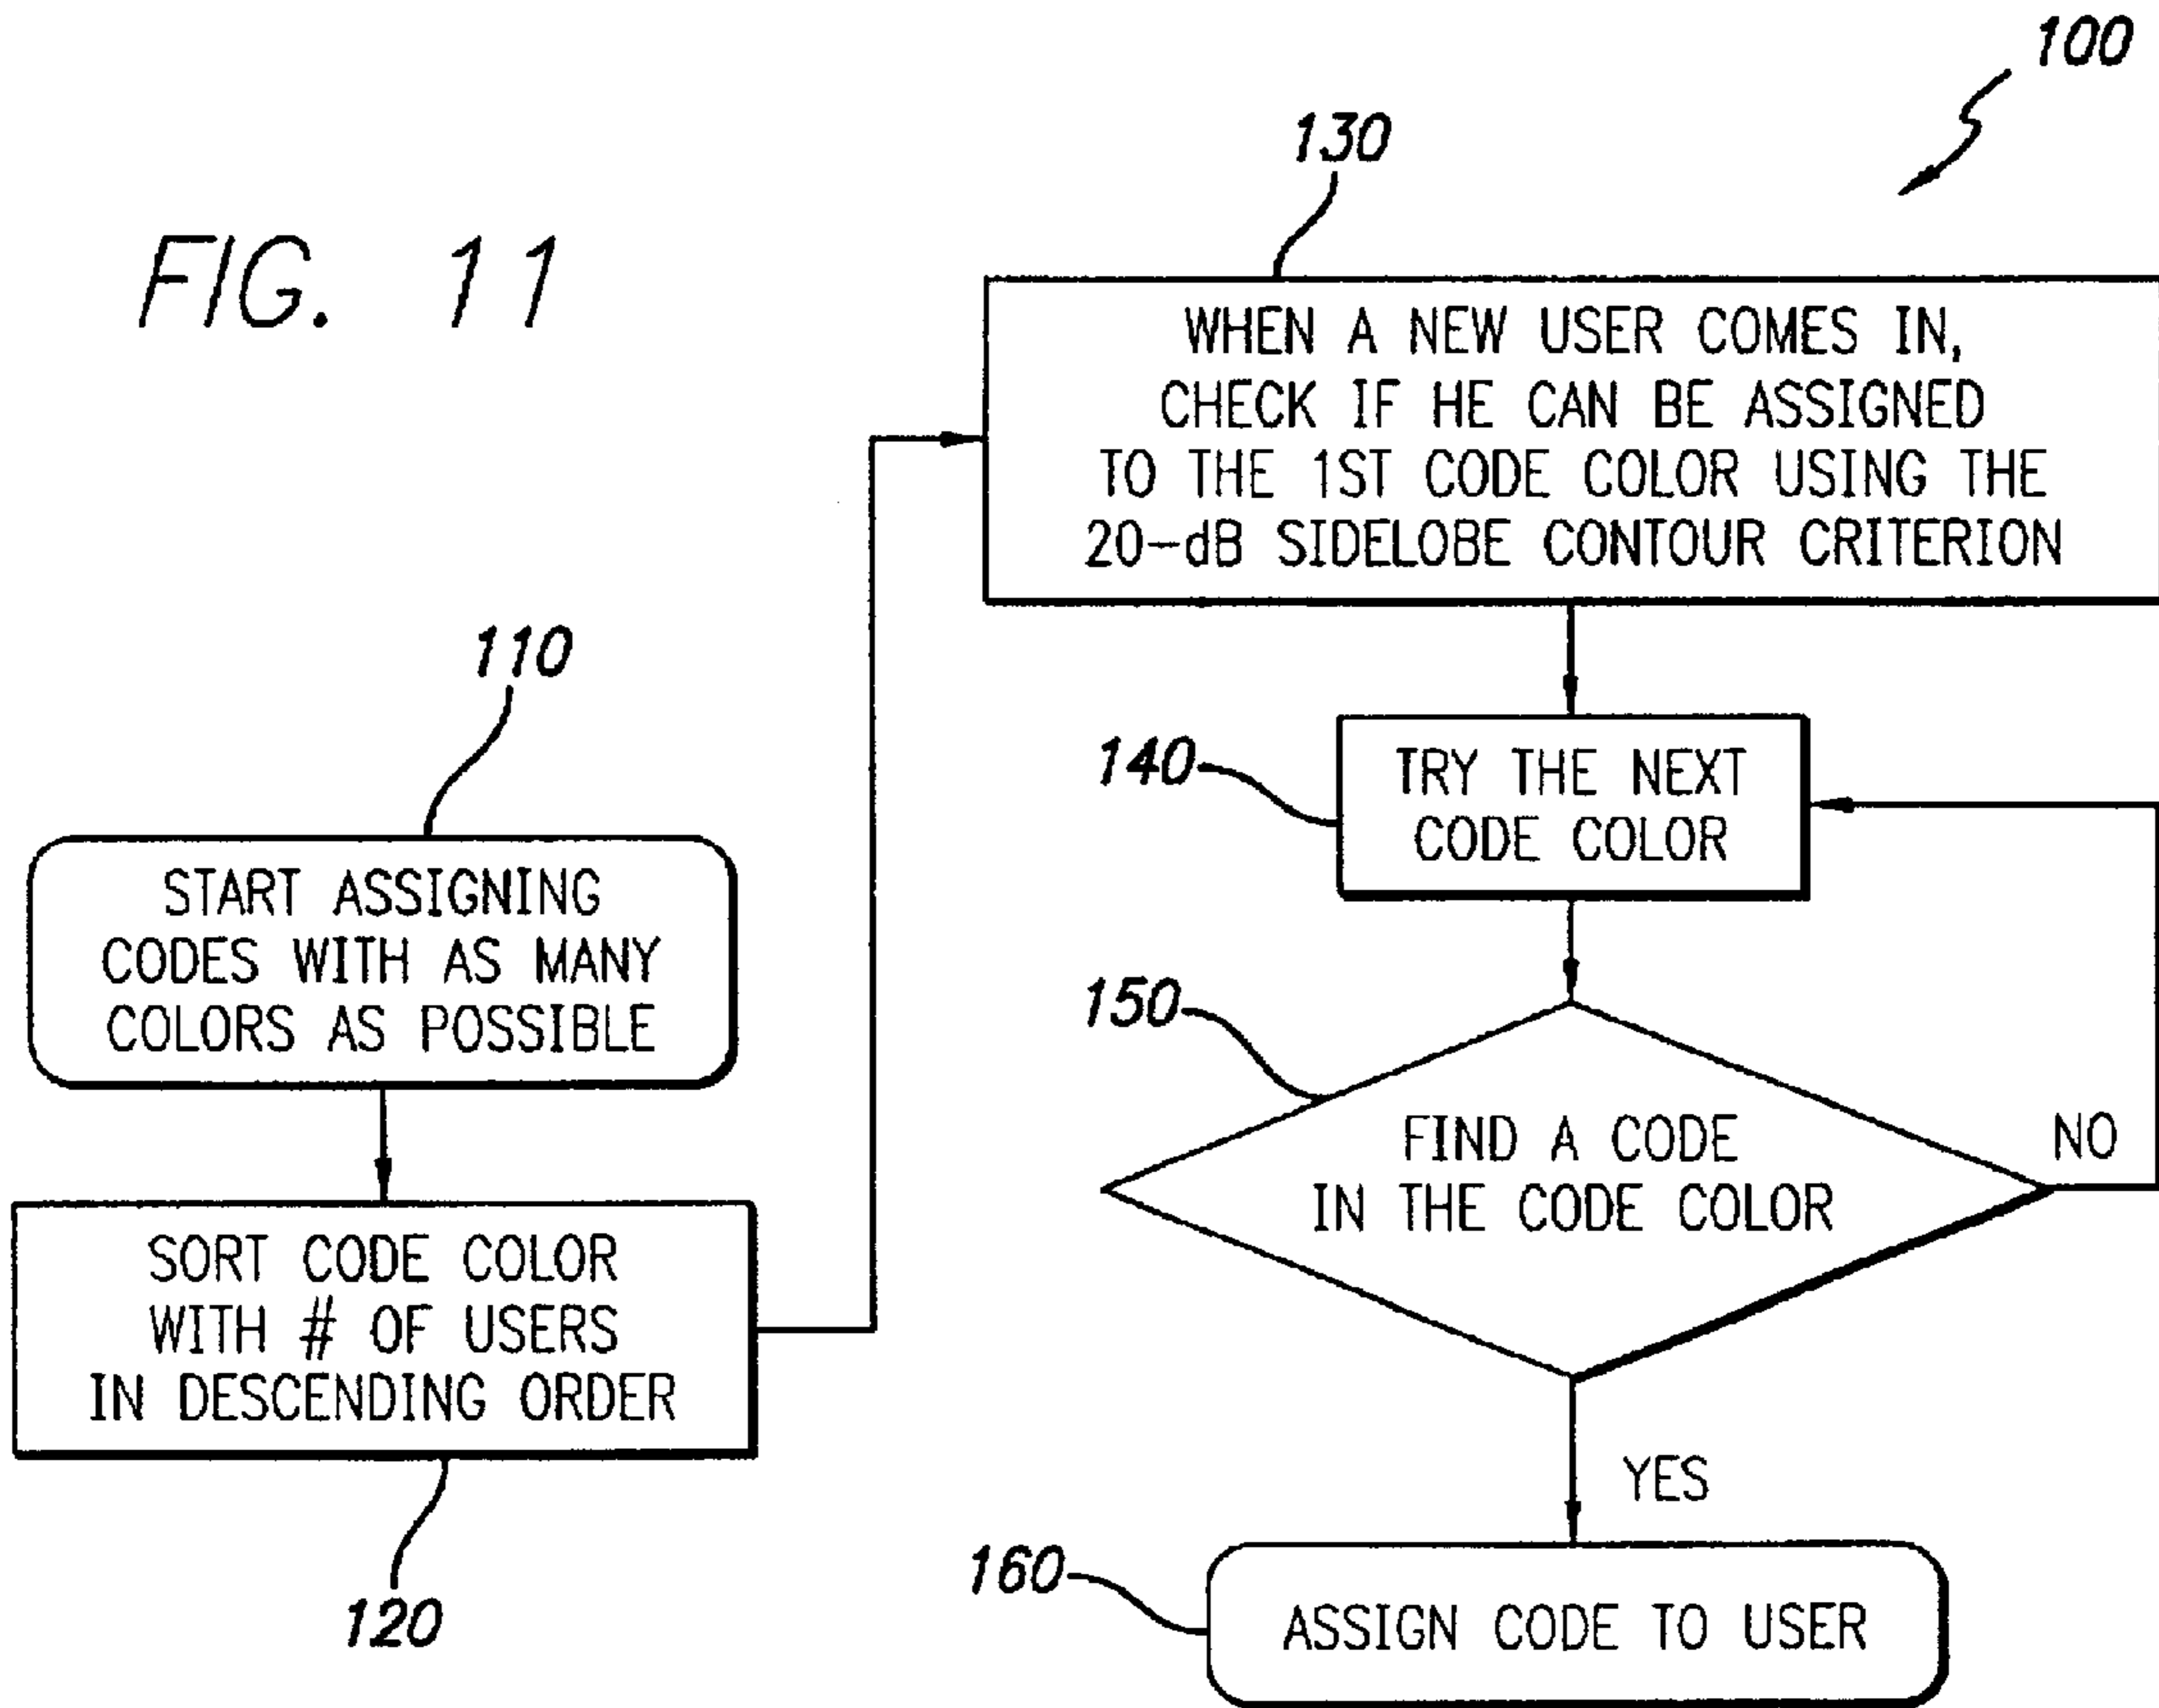 FIG. 11
100
110
START ASSIGNING
CODES WITH AS MANY
COLORS AS POSSIBLE
SORT CODE COLOR
WITH # OF USERS
IN DESCENDING ORDER
120
130
WHEN A NEW USER COMES IN,
CHECK IF HE CAN BE ASSIGNED
TO THE 1ST CODE COLOR USING THE
20-dB SIDELOBE CONTOUR CRITERION
140
TRY THE NEXT
CODE COLOR
150
FIND A CODE
IN THE CODE COLOR
NO
YES
160
ASSIGN CODE TO USER